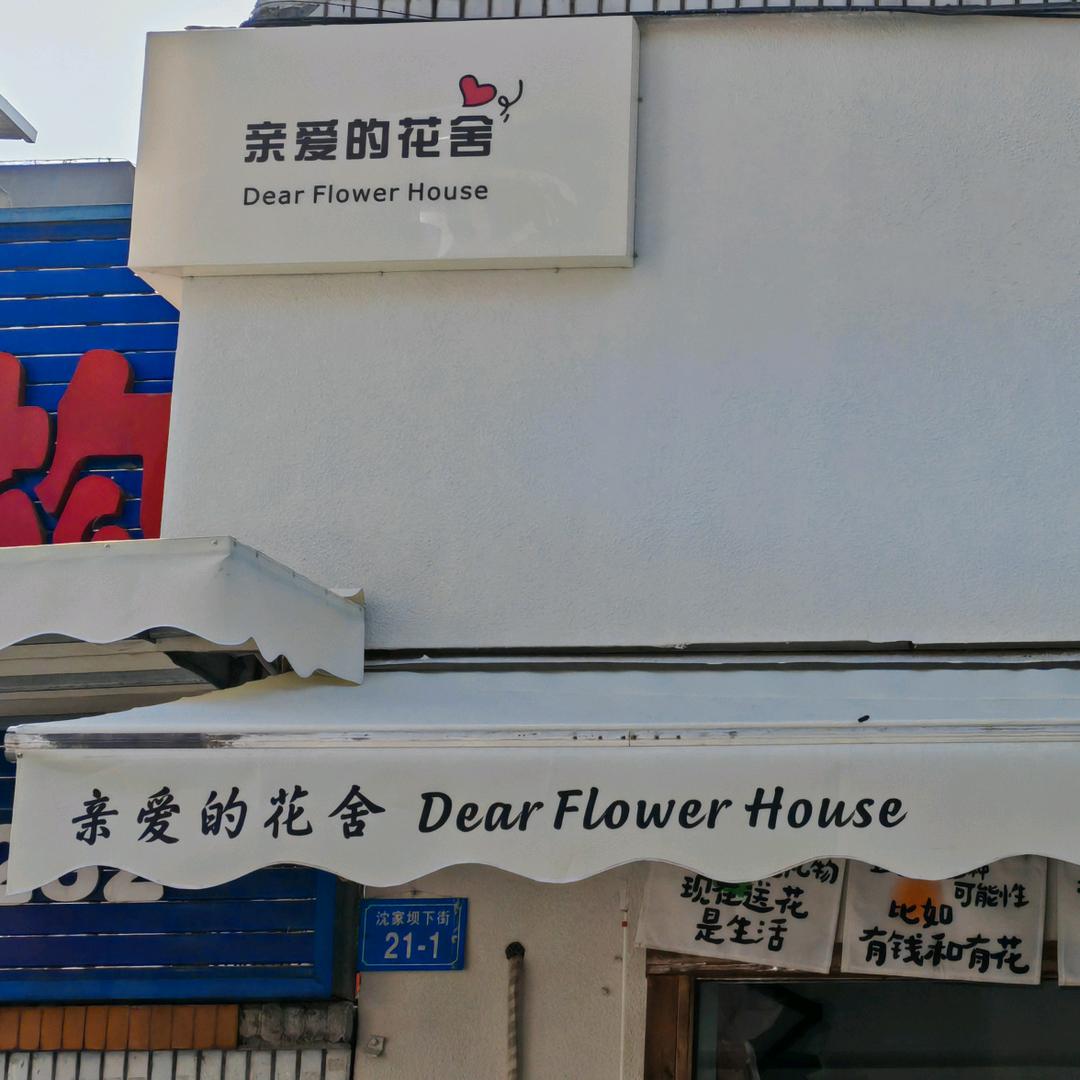 亲爱的花舍
Dear Flower House
亲爱的花舍 Dear Flower House
沈家坝下街
21-1
现在送花
是生活
可能性
比如
有钱和有花